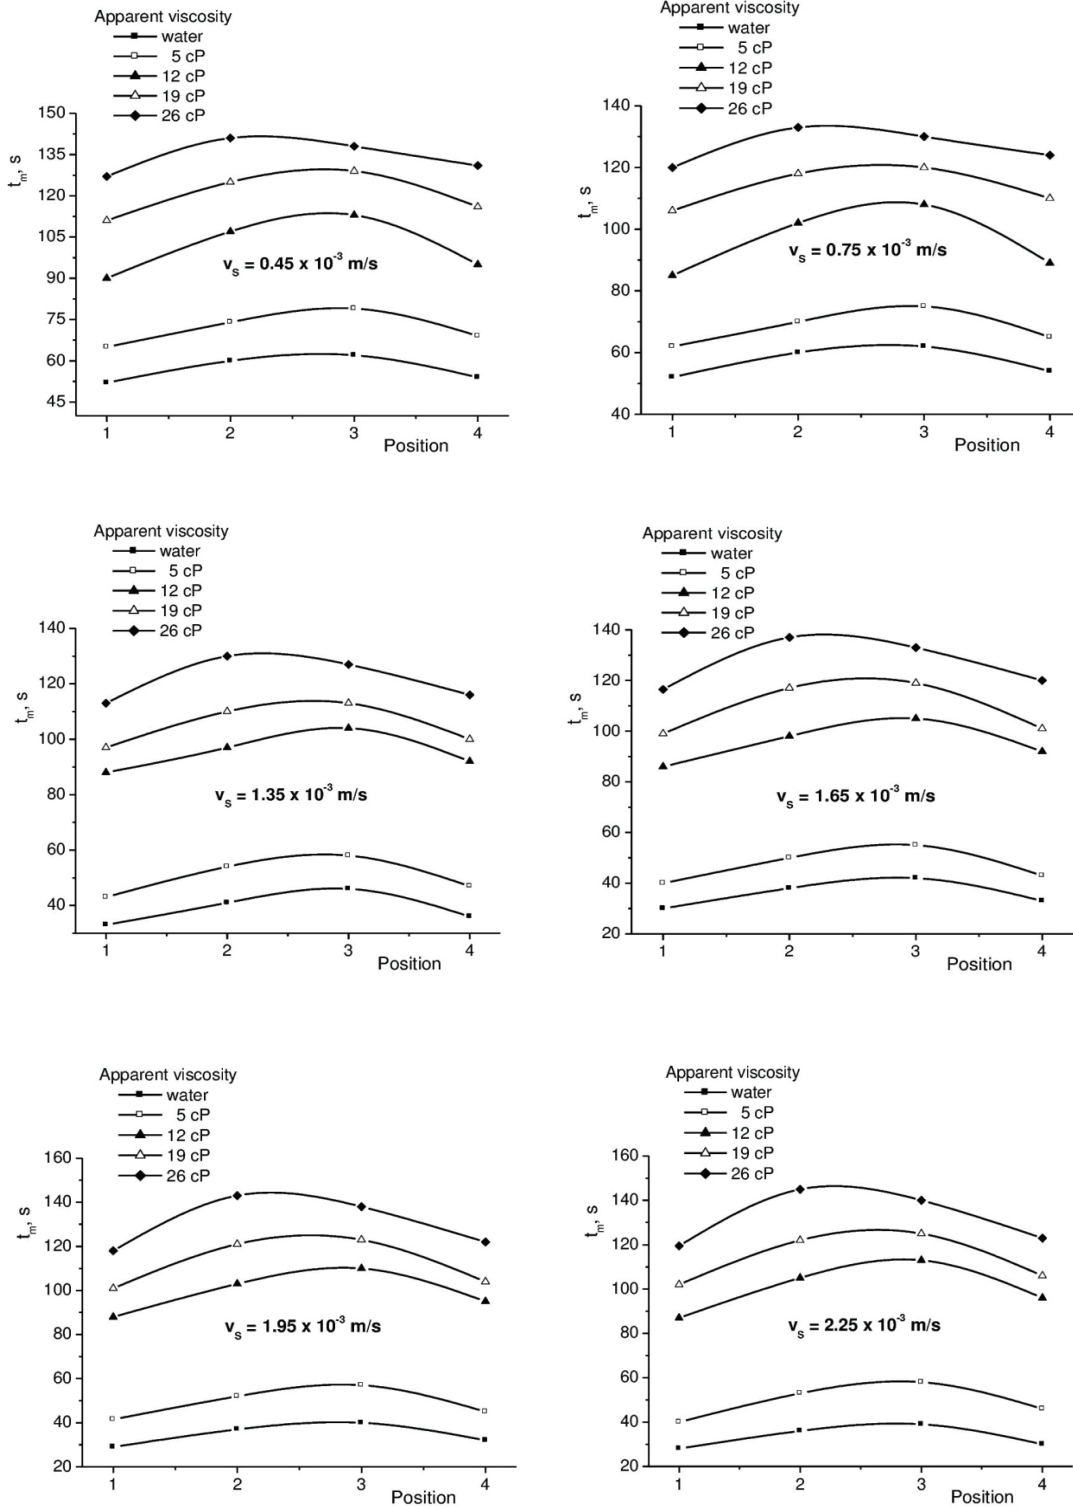 Apparent viscosity
water
5 cP
12 cP
19 cP
26 cP
150
135
120
105
90
75
60
45
tm, s
vS = 0.45 x 10-3 m/s
1 2 3 4
Position
Apparent viscosity
water
5 cP
12 cP
19 cP
26 cP
140
120
100
80
60
40
tm, s
vS = 0.75 x 10-3 m/s
1 2 3 4
Position
Apparent viscosity
water
5 cP
12 cP
19 cP
26 cP
140
120
100
80
60
40
tm, s
vS = 1.35 x 10-3 m/s
1 2 3 4
Position
Apparent viscosity
water
5 cP
12 cP
19 cP
26 cP
140
120
100
80
60
40
20
tm, s
vS = 1.65 x 10-3 m/s
1 2 3 4
Position
Apparent viscosity
water
5 cP
12 cP
19 cP
26 cP
160
140
120
100
80
60
40
20
tm, s
vS = 1.95 x 10-3 m/s
1 2 3 4
Position
Apparent viscosity
water
5 cP
12 cP
19 cP
26 cP
160
140
120
100
80
60
40
20
tm, s
vS = 2.25 x 10-3 m/s
1 2 3 4
Position